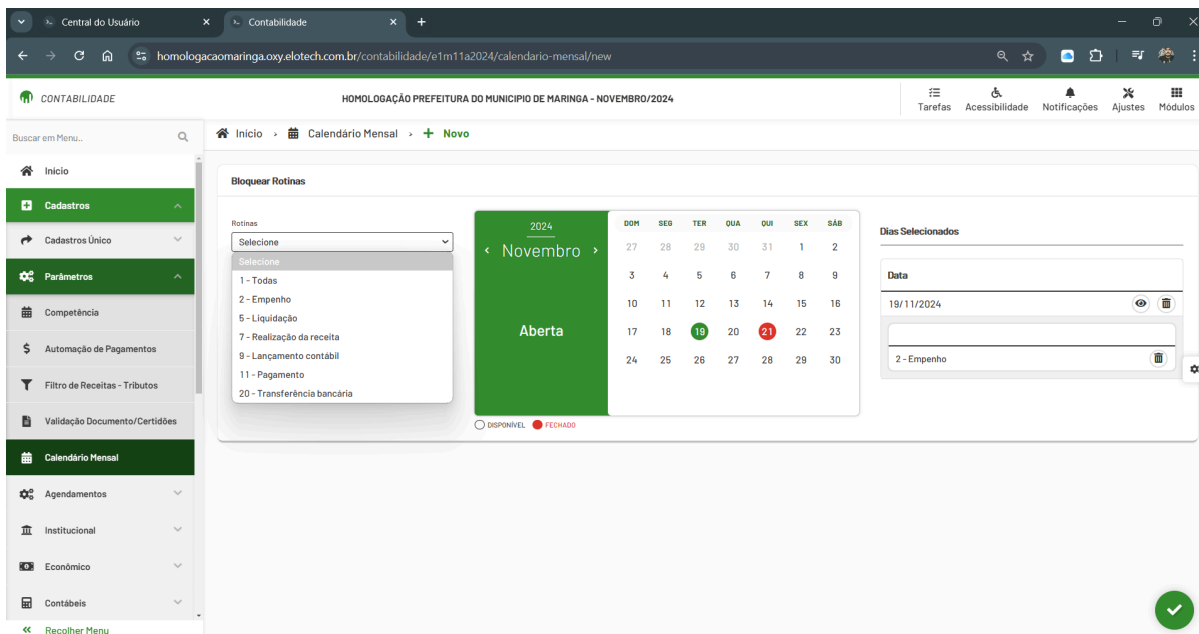 Central do Usuário
Contabilidade
homologacaomaringa.oxy.elotech.com.br/contabilidade/e1m11a2024/calendario-mensal/new
CONTABILIDADE
HOMOLOGAÇÃO PREFEITURA DO MUNICIPIO DE MARINGA - NOVEMBRO/2024
Tarefas
Acessibilidade
Notificações
Ajustes
Módulos
Buscar em Menu..
Início
Cadastros
Cadastros Único
Parâmetros
Competência
Automação de Pagamentos
Filtro de Receitas - Tributos
Validação Documento/Certidões
Calendário Mensal
Agendamentos
Institucional
Econômico
Contábeis
Recolher Menu
Início > Calendário Mensal > + Novo
Bloquear Rotinas
Rotinas
Selecione
Selecione
1 - Todas
2 - Empenho
5 - Liquidação
7 - Realização da receita
9 - Lançamento contábil
11 - Pagamento
20 - Transferência bancária
2024
< Novembro >
Aberta
DOM SEG TER QUA QUI SEX SÁB
27 28 29 30 31 1 2
3 4 5 6 7 8 9
10 11 12 13 14 15 16
17 18 19 20 21 22 23
24 25 26 27 28 29 30
DISPONÍVEL FECHADO
Dias Selecionados
Data
19/11/2024
2 - Empenho